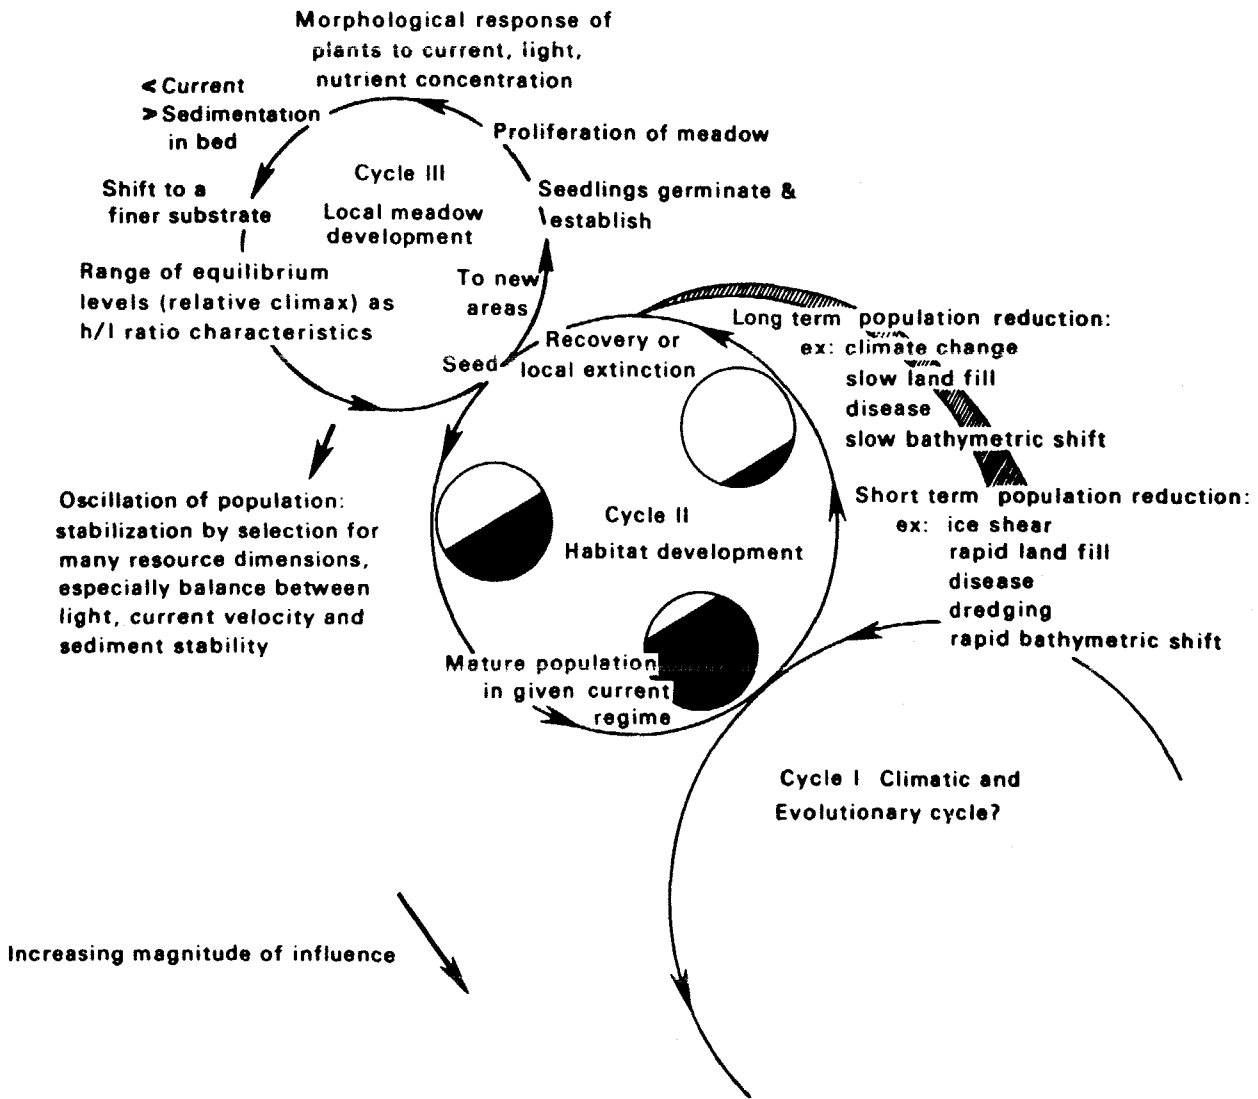 Morphological response of
plants to current, light,
nutrient concentration
< Current
> Sedimentation
in bed
Proliferation of meadow
Cycle III
Local meadow
development
Shift to a
finer substrate
Seedlings germinate &
establish
Range of equilibrium
levels (relative climax) as
h/l ratio characteristics
To new
areas
Seed
Recovery or
local extinction
Long term population reduction:
ex: climate change
slow land fill
disease
slow bathymetric shift
Oscillation of population:
stabilization by selection for
many resource dimensions,
especially balance between
light, current velocity and
sediment stability
Cycle II
Habitat development
Short term population reduction:
ex: ice shear
rapid land fill
disease
dredging
rapid bathymetric shift
Mature population
in given current
regime
Cycle I Climatic and
Evolutionary cycle?
Increasing magnitude of influence